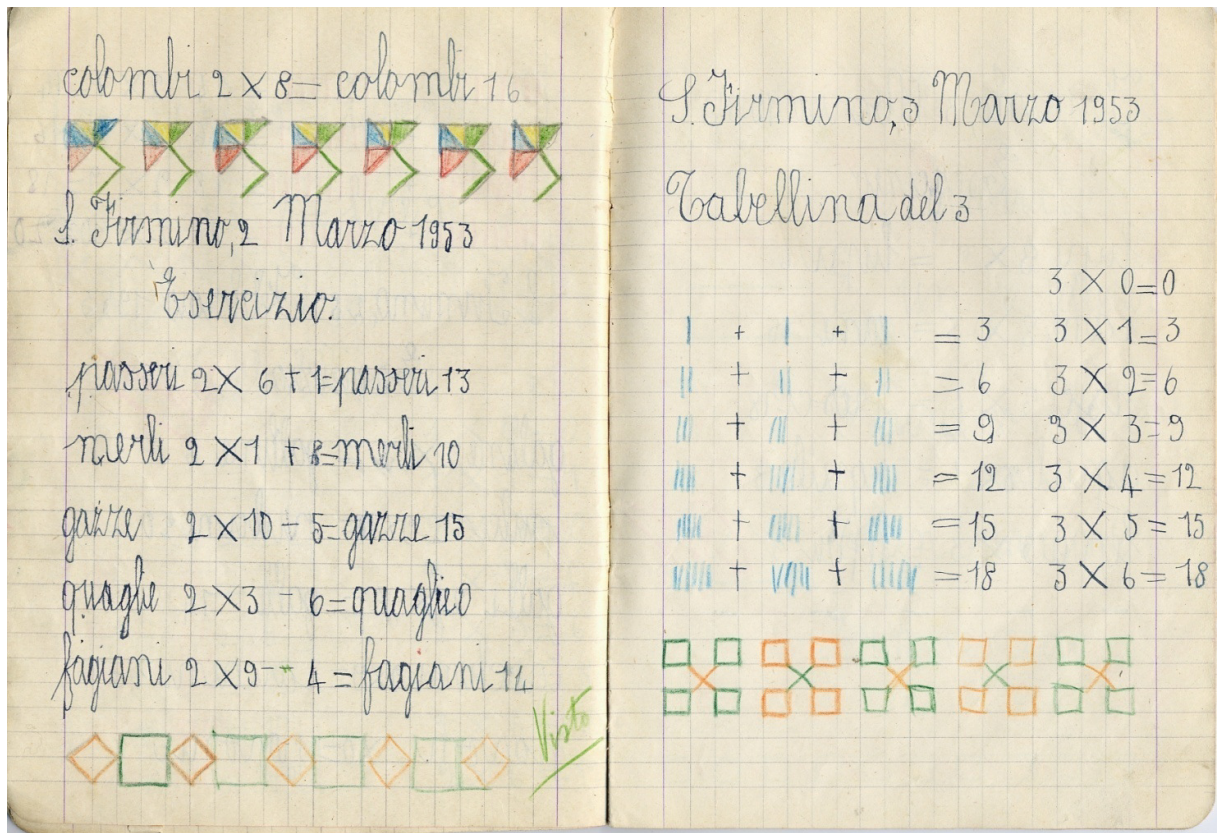 colombi 2 X 8 = colombi 16
S. Firmino, 2 Marzo 1953
Esercizio.
passeri 2 X 6 + 1 = passeri 13
merli 2 X 1 + 8 = merli 10
gazze 2 X 10 - 5 = gazze 15
quaglie 2 X 3 - 6 = quaglie 0
fagiani 2 X 9 - 4 = fagiani 14
Visto
S. Firmino, 3 Marzo 1953
Tabellina del 3
3 X 0 = 0
| + | + | = 3 3 X 1 = 3
|| + || + || = 6 3 X 2 = 6
||| + ||| + ||| = 9 3 X 3 = 9
|||| + |||| + |||| = 12 3 X 4 = 12
||||| + ||||| + ||||| = 15 3 X 5 = 15
|||||| + |||||| + |||||| = 18 3 X 6 = 18